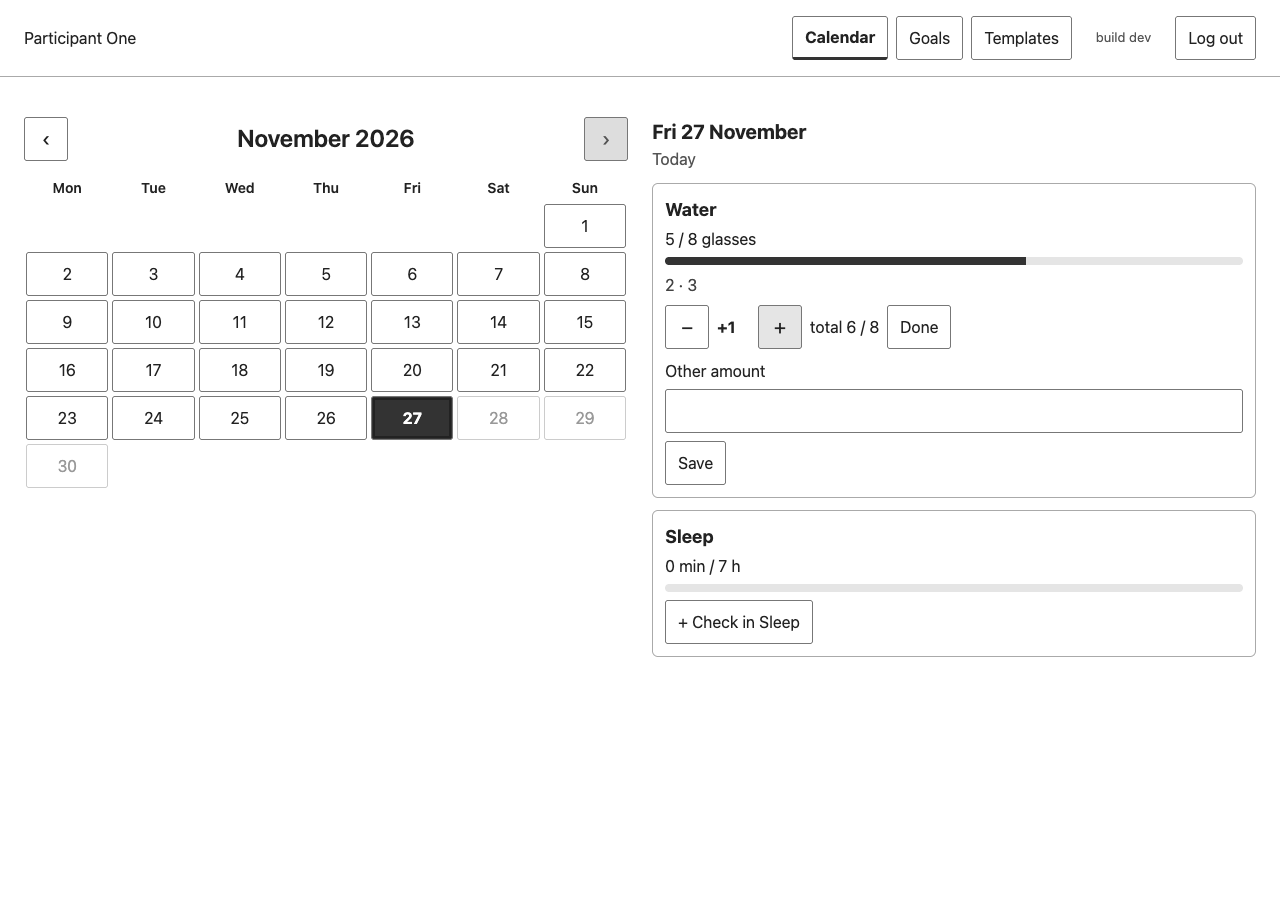 Participant One
Calendar Goals Templates build dev Log out
‹ November 2026 ›
Mon Tue Wed Thu Fri Sat Sun
1
2 3 4 5 6 7 8
9 10 11 12 13 14 15
16 17 18 19 20 21 22
23 24 25 26 27 28 29
30
Fri 27 November
Today
Water
5 / 8 glasses
2 · 3
− +1 + total 6 / 8 Done
Other amount
Save
Sleep
0 min / 7 h
+ Check in Sleep